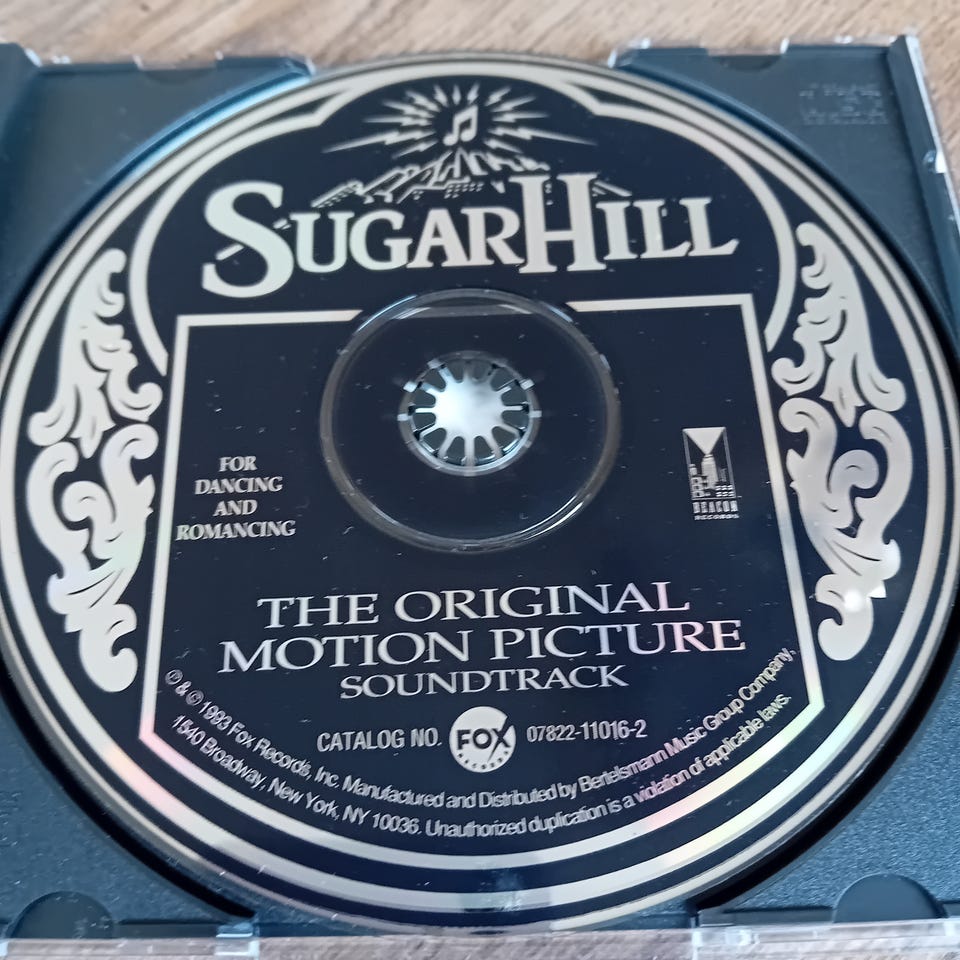 SUGARHILL
FOR
DANCING
AND
ROMANCING
BEACON
RECORDS
THE ORIGINAL
MOTION PICTURE
SOUNDTRACK
CATALOG NO. FOX RECORDS 07822-11016-2
℗ & © 1993 Fox Records, Inc. Manufactured and Distributed by Bertelsmann Music Group Company,
1540 Broadway, New York, NY 10036. Unauthorized duplication is a violation of applicable laws.